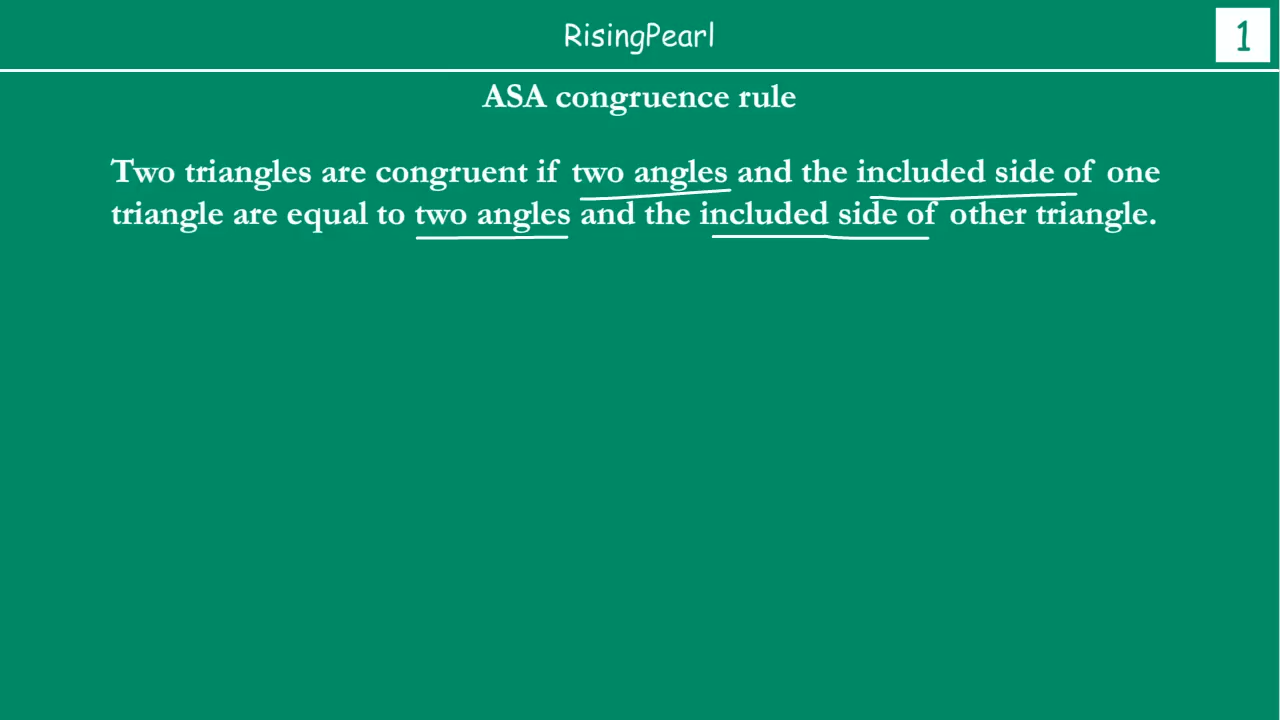 RisingPearl
1
ASA congruence rule
Two triangles are congruent if two angles and the included side of one
triangle are equal to two angles and the included side of other triangle.